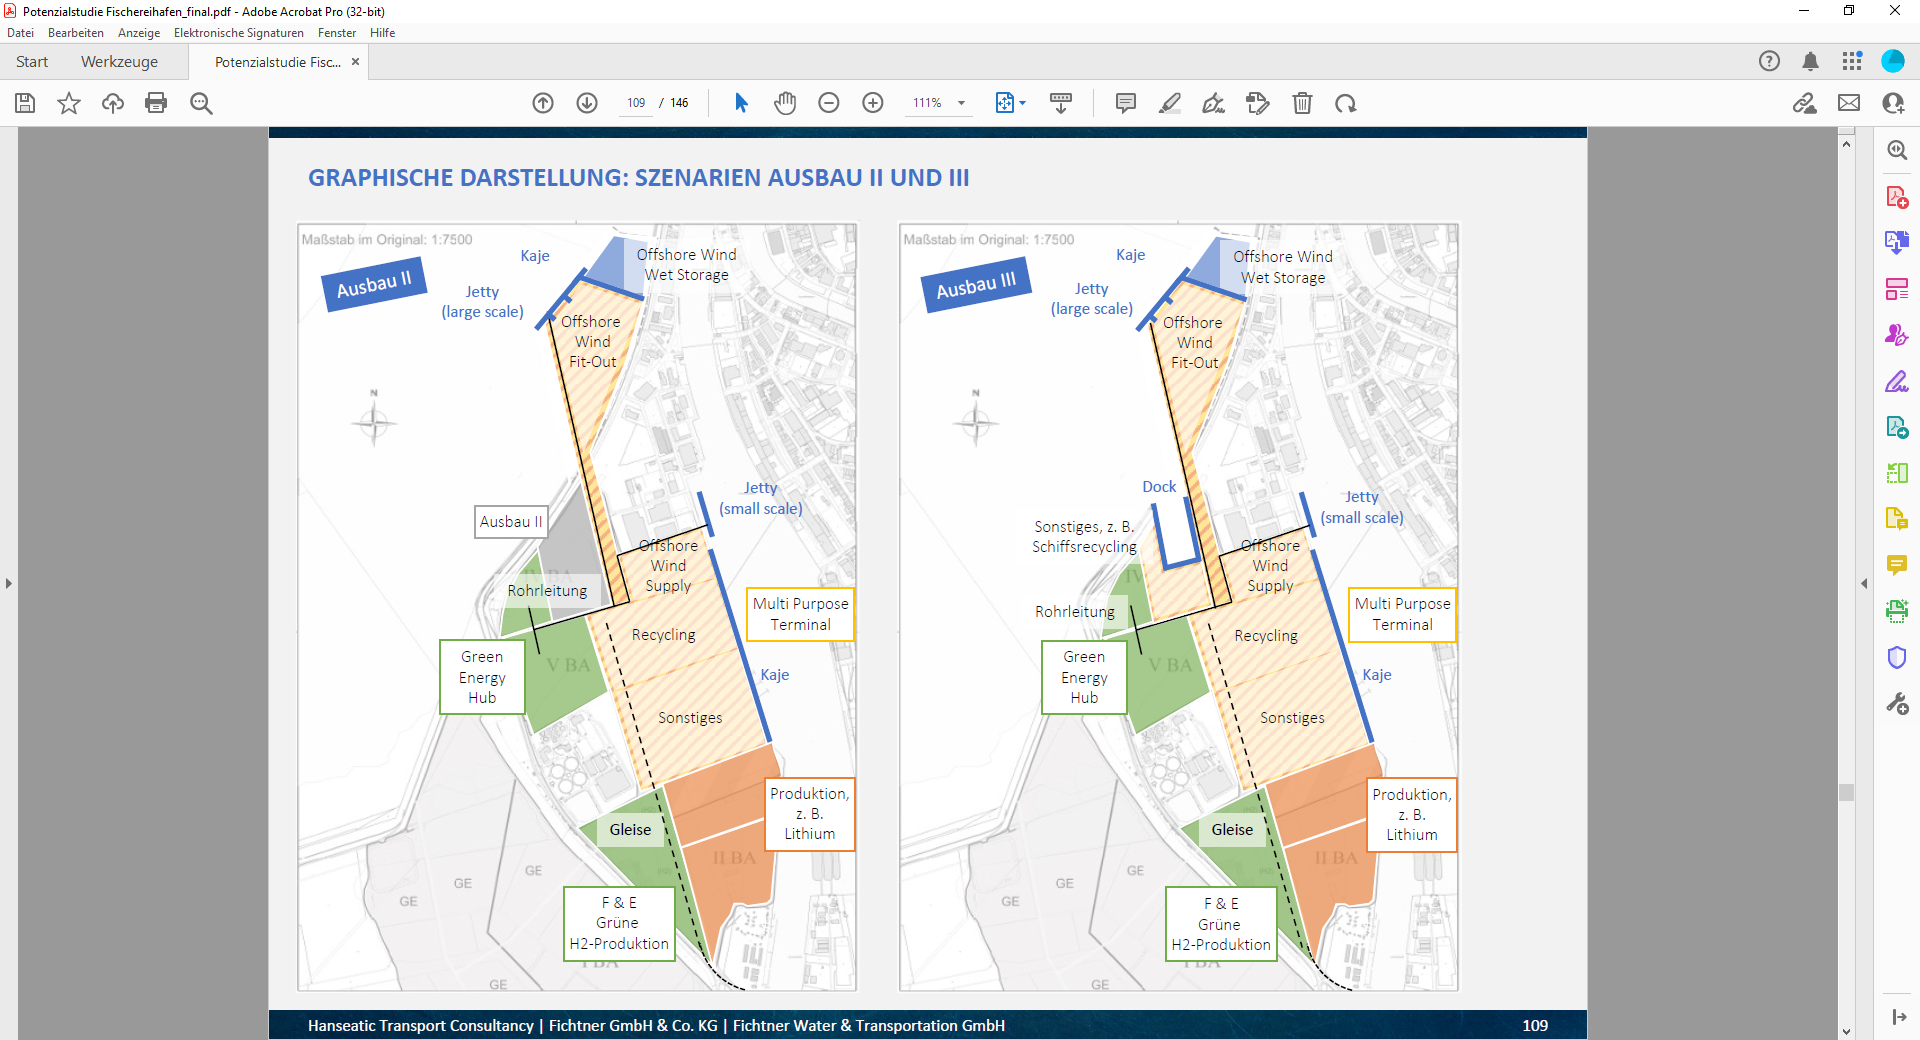 Potenzialstudie Fischereihafen_final.pdf - Adobe Acrobat Pro (32-bit)
Datei Bearbeiten Anzeige Elektronische Signaturen Fenster Hilfe
Start Werkzeuge Potenzialstudie Fisc... ×
109 / 146 111%
GRAPHISCHE DARSTELLUNG: SZENARIEN AUSBAU II UND III
Maßstab im Original: 1:7500
Ausbau II
Kaje
Offshore Wind
Wet Storage
Jetty
(large scale)
Offshore
Wind
Fit-Out
N
Jetty
(small scale)
Ausbau II
Offshore
Wind
Supply
Rohrleitung
Multi Purpose
Terminal
Recycling
Green
Energy
Hub
V BA
Kaje
Sonstiges
Produktion,
z. B.
Lithium
Gleise
II BA
GE
GE
GE
F & E
Grüne
H2-Produktion
I BA
GE
Maßstab im Original: 1:7500
Ausbau III
Kaje
Offshore Wind
Wet Storage
Jetty
(large scale)
Offshore
Wind
Fit-Out
N
Dock
Jetty
(small scale)
Sonstiges, z. B.
Schiffsrecycling
Offshore
Wind
Supply
IV
Rohrleitung
Multi Purpose
Terminal
Recycling
Green
Energy
Hub
V BA
Kaje
Sonstiges
Produktion,
z. B.
Lithium
Gleise
II BA
GE
GE
GE
F & E
Grüne
H2-Produktion
I BA
GE
Hanseatic Transport Consultancy | Fichtner GmbH & Co. KG | Fichtner Water & Transportation GmbH
109